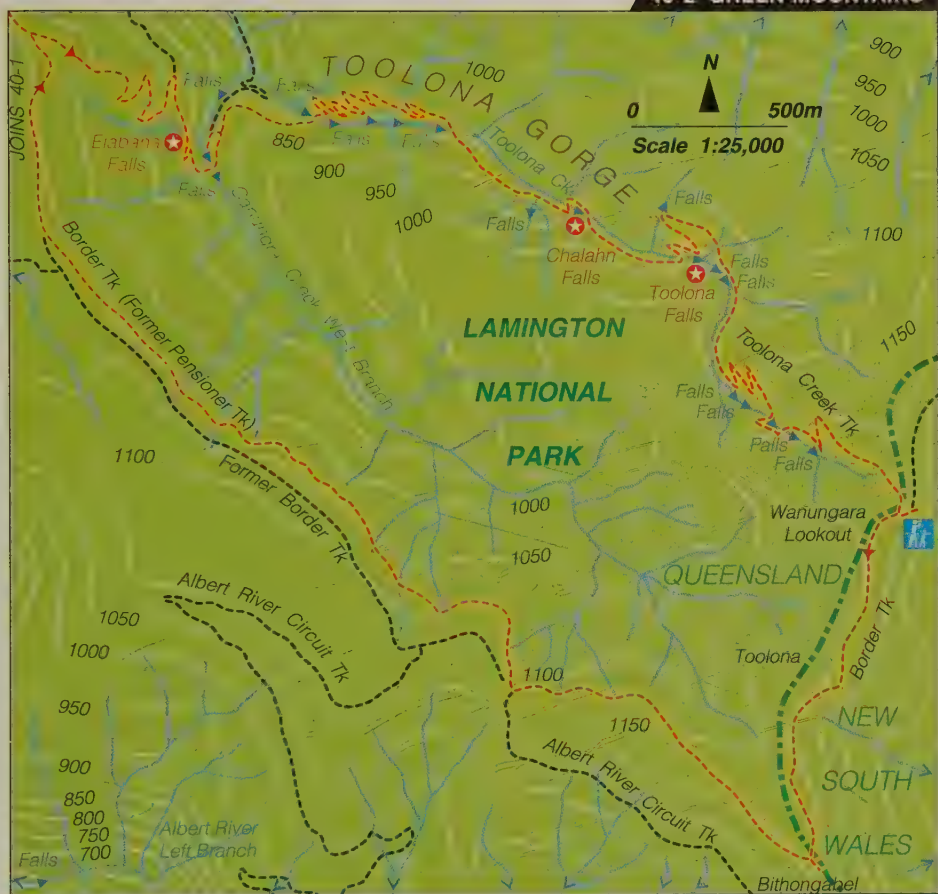 40-2 GREEN MOUNTAINS
JOINS 40-1
TOOLONA
GORGE
1000
N
0 500m
Scale 1:25,000
900
950
1000
1050
1100
1150
Falls
Falls
Elabana
Falls
850
Falls
Falls
900
950
1000
Falls
Toolona Ck
Falls
Falls
Chalahn
Falls
Toolona
Falls
Falls
Falls
Canungra Creek West Branch
Border Tk (Former Pensioner Tk)
LAMINGTON
NATIONAL
PARK
Toolona Creek Tk
Falls
Falls
Falls
Falls
1100
Former Border Tk
1000
1050
Wanungara
Lookout
QUEENSLAND
Albert River Circuit Tk
1050
1000
950
900
850
800
750
700
Toolona
Border Tk
1100
1150
NEW
SOUTH
WALES
Albert River Circuit Tk
Albert River
Left Branch
Falls
Bithongabel